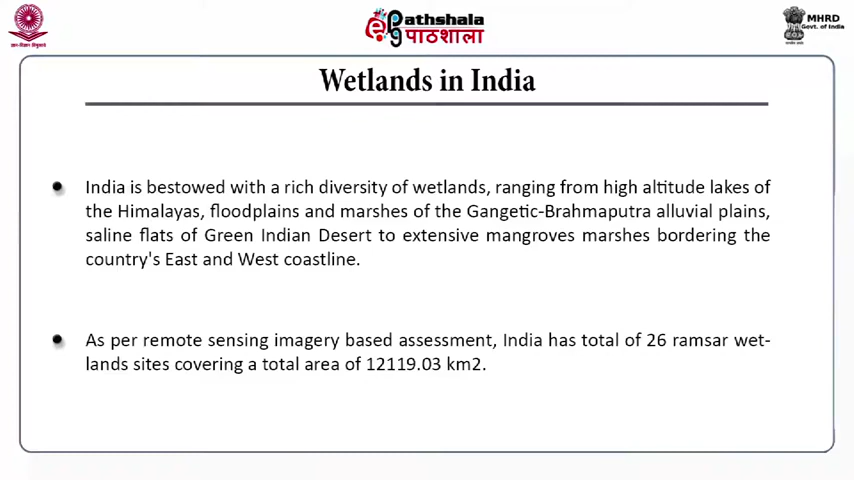 Pathshala
पाठशाला
MHRD
Govt. of India
Wetlands in India
India is bestowed with a rich diversity of wetlands, ranging from high altitude lakes of
the Himalayas, floodplains and marshes of the Gangetic-Brahmaputra alluvial plains,
saline flats of Green Indian Desert to extensive mangroves marshes bordering the
country's East and West coastline.
As per remote sensing imagery based assessment, India has total of 26 ramsar wet-
lands sites covering a total area of 12119.03 km2.